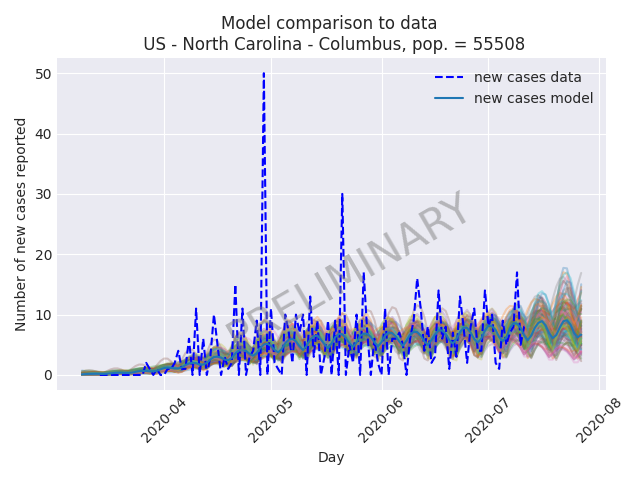 Model comparison to data
US - North Carolina - Columbus, pop. = 55508
new cases data
new cases model
PRELIMINARY
Number of new cases reported
50
40
30
20
10
0
2020-04
2020-05
2020-06
2020-07
2020-08
Day